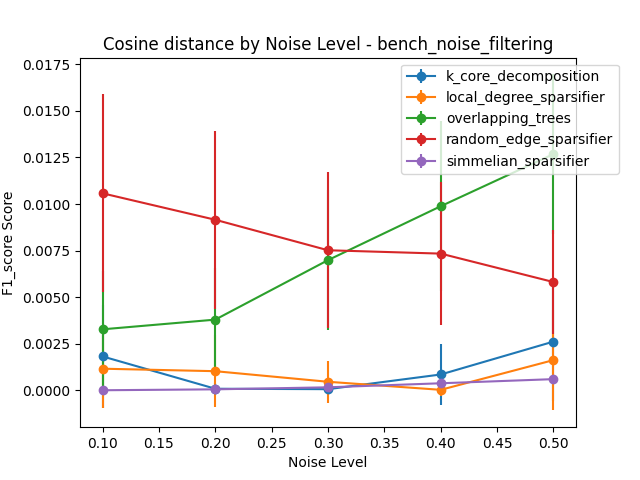 Cosine distance by Noise Level - bench_noise_filtering
F1_score Score
0.0175
0.0150
0.0125
0.0100
0.0075
0.0050
0.0025
0.0000
k_core_decomposition
local_degree_sparsifier
overlapping_trees
random_edge_sparsifier
simmelian_sparsifier
0.10 0.15 0.20 0.25 0.30 0.35 0.40 0.45 0.50
Noise Level